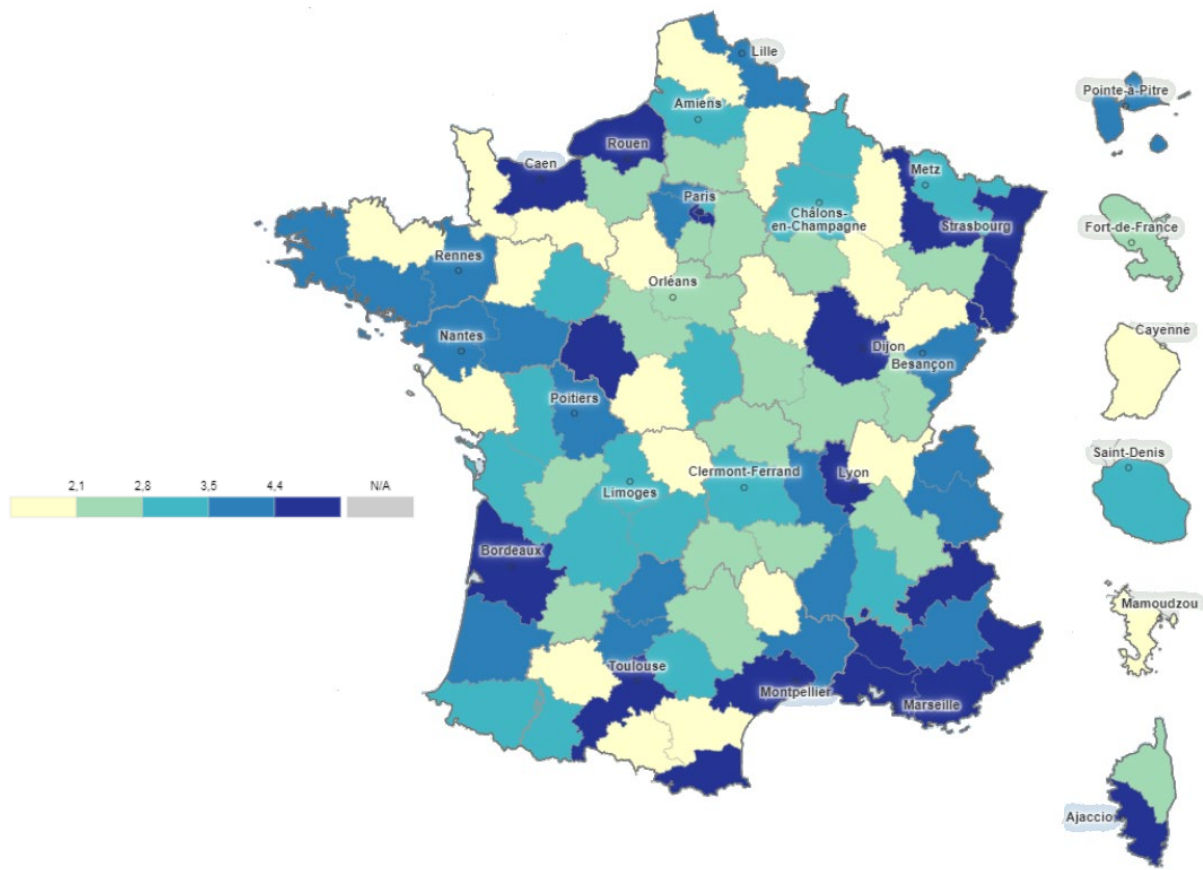 Lille
Pointe-à-Pitre
Amiens
Rouen
Caen
Metz
Paris
Châlons-
en-Champagne
Strasbourg
Fort-de-France
Rennes
Orléans
Cayenne
Nantes
Dijon
Besançon
Poitiers
Saint-Denis
Clermont-Ferrand
Lyon
Limoges
2,1 2,8 3,5 4,4 N/A
Bordeaux
Mamoudzou
Toulouse
Montpellier
Marseille
Ajaccio